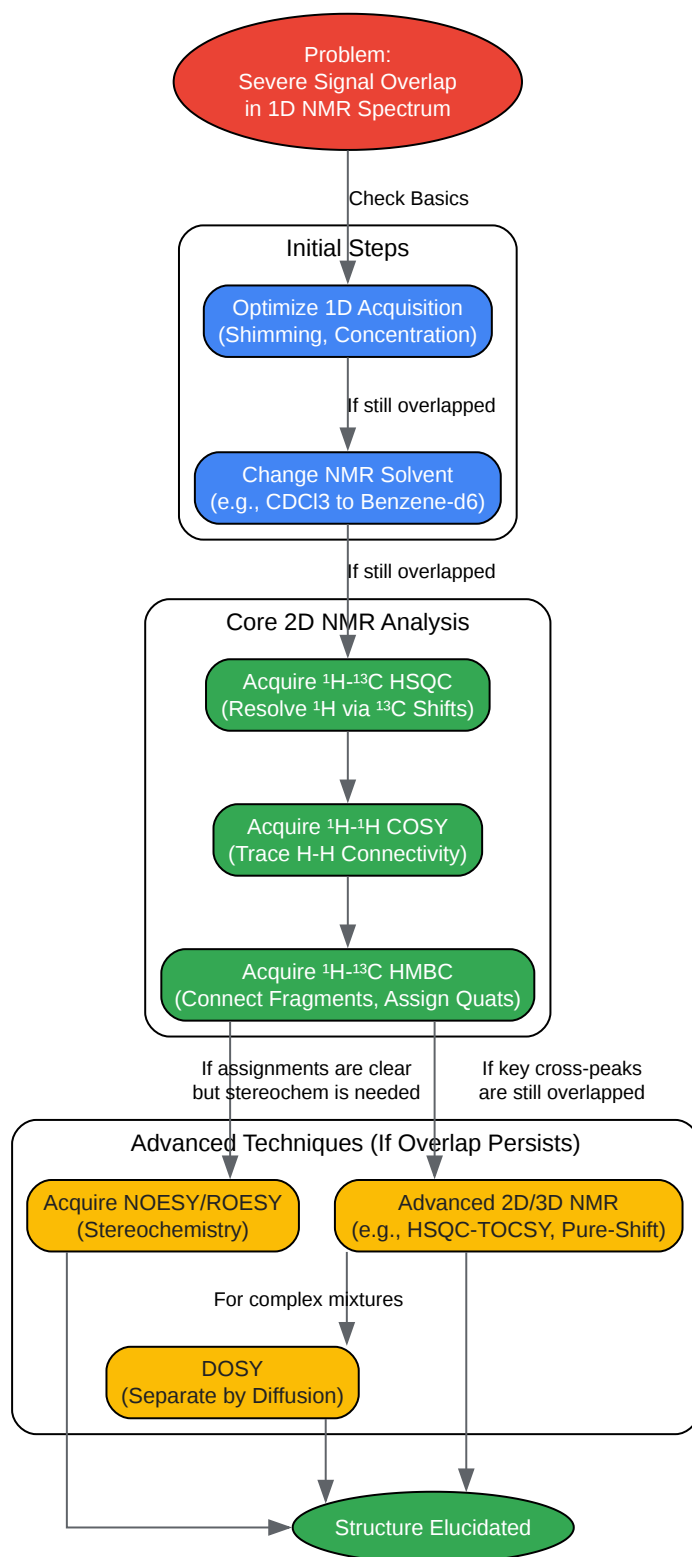 Problem:
Severe Signal Overlap
in 1D NMR Spectrum
Check Basics
Initial Steps
Optimize 1D Acquisition
(Shimming, Concentration)
If still overlapped
Change NMR Solvent
(e.g., CDCl3 to Benzene-d6)
If still overlapped
Core 2D NMR Analysis
Acquire ¹H-¹³C HSQC
(Resolve ¹H via ¹³C Shifts)
Acquire ¹H-¹H COSY
(Trace H-H Connectivity)
Acquire ¹H-¹³C HMBC
(Connect Fragments, Assign Quats)
If assignments are clear
but stereochem is needed
If key cross-peaks
are still overlapped
Advanced Techniques (If Overlap Persists)
Acquire NOESY/ROESY
(Stereochemistry)
Advanced 2D/3D NMR
(e.g., HSQC-TOCSY, Pure-Shift)
For complex mixtures
DOSY
(Separate by Diffusion)
Structure Elucidated